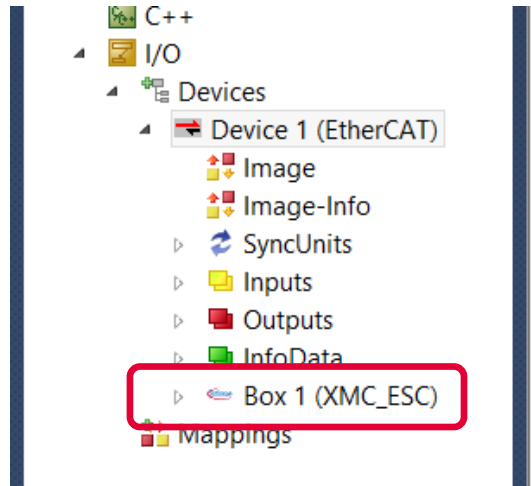 C++
I/O
Devices
Device 1 (EtherCAT)
Image
Image-Info
SyncUnits
Inputs
Outputs
InfoData
Box 1 (XMC_ESC)
Mappings